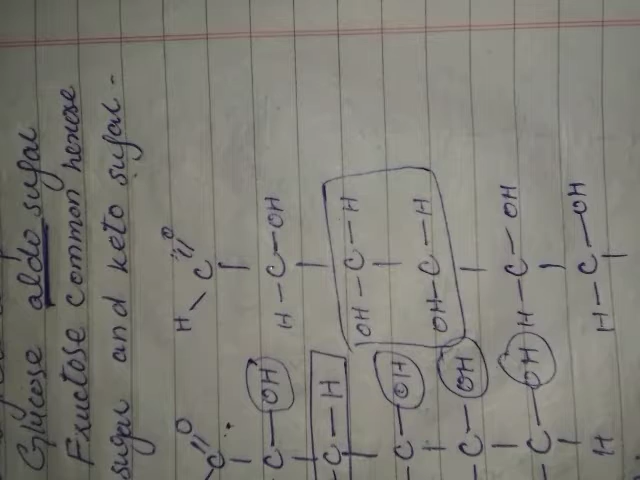 Glucose aldo sugar
Fructose common hexose
sugar and keto sugar -
C=O
H-C=O
-C-OH
H-C-OH
-C-H
OH-C-H
-C-OH
OH-C-H
-C-OH
H-C-OH
-C-OH
H-C-OH
H